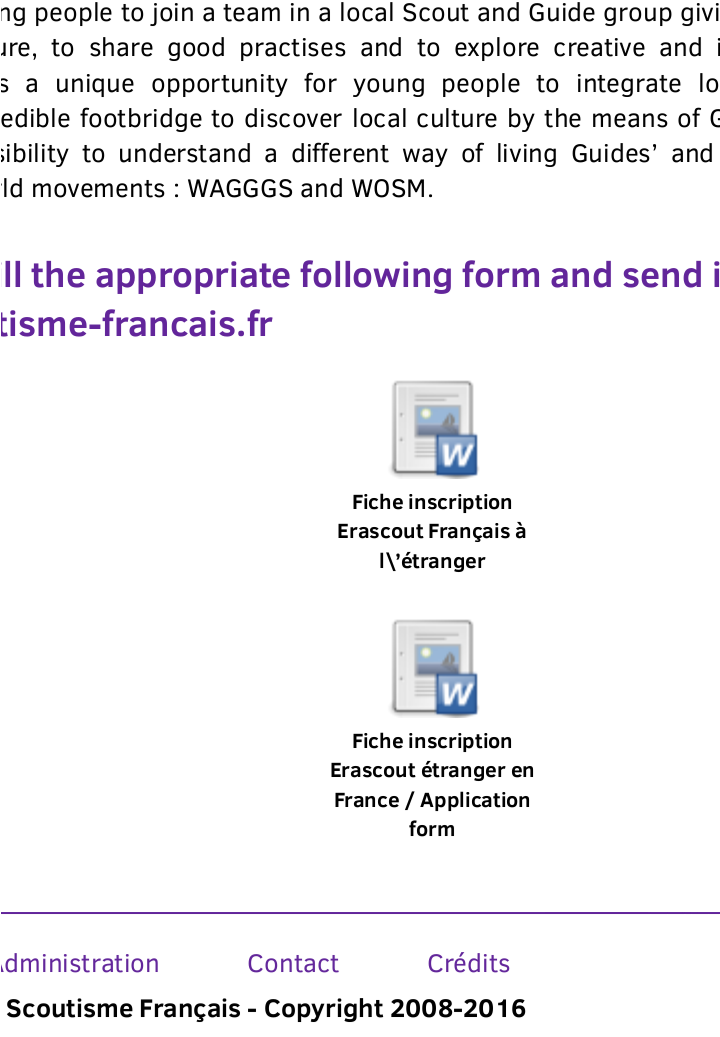 ng people to join a team in a local Scout and Guide group givi
ure, to share good practises and to explore creative and i
s a unique opportunity for young people to integrate lo
edible footbridge to discover local culture by the means of G
sibility to understand a different way of living Guides’ and
ld movements : WAGGGS and WOSM.
ill the appropriate following form and send i
tisme-francais.fr
Fiche inscription
Erascout Français à
l\’étranger
Fiche inscription
Erascout étranger en
France / Application
form
Administration Contact Crédits
Scoutisme Français - Copyright 2008-2016